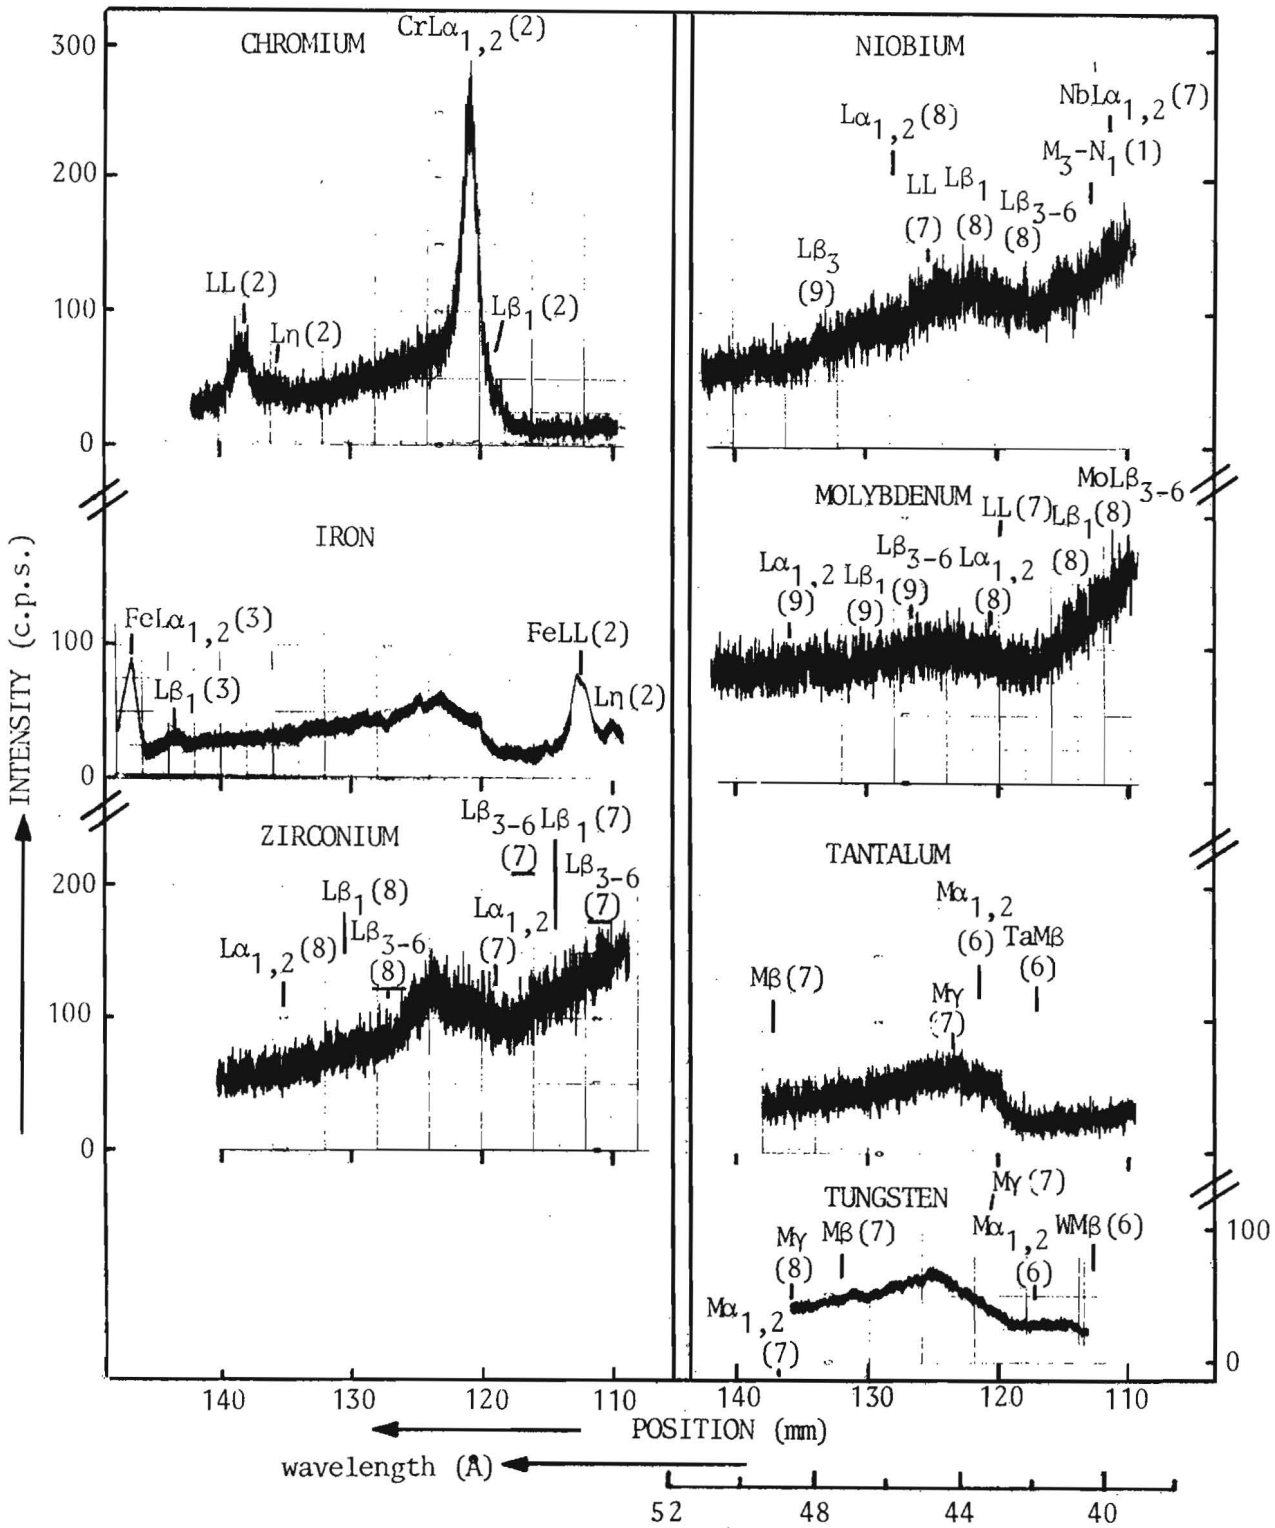 INTENSITY (c.p.s.)
CHROMIUM
300
200
100
0
CrLα1,2(2)
LL(2)
Lη(2)
Lβ1(2)
IRON
100
0
FeLα1,2(3)
Lβ1(3)
FeLL(2)
Lη(2)
ZIRCONIUM
200
100
0
Lα1,2(8)
Lβ1(8)
Lβ3-6
(8)
Lβ3-6
(7)
Lβ1(7)
Lα1,2
(7)
Lβ3-6
(7)
140 130 120 110
NIOBIUM
Lβ3
(9)
Lα1,2(8)
LL
(7)
Lβ1
(8)
Lβ3-6
(8)
NbLα1,2(7)
M3-N1(1)
MOLYBDENUM
MoLβ3-6
LL(7)
Lβ1(8)
Lα1,2
(9)
Lβ1
(9)
Lβ3-6
(9)
Lα1,2
(8)
(8)
TANTALUM
Mα1,2
(6)
TaMβ
(6)
Mβ(7)
Mγ
(7)
TUNGSTEN
Mγ(7)
Mγ
(8)
Mβ(7)
Mα1,2
(6)
WMβ(6)
Mα1,2
(7)
100
0
140 130 120 110
POSITION (mm)
wavelength (Å)
52 48 44 40